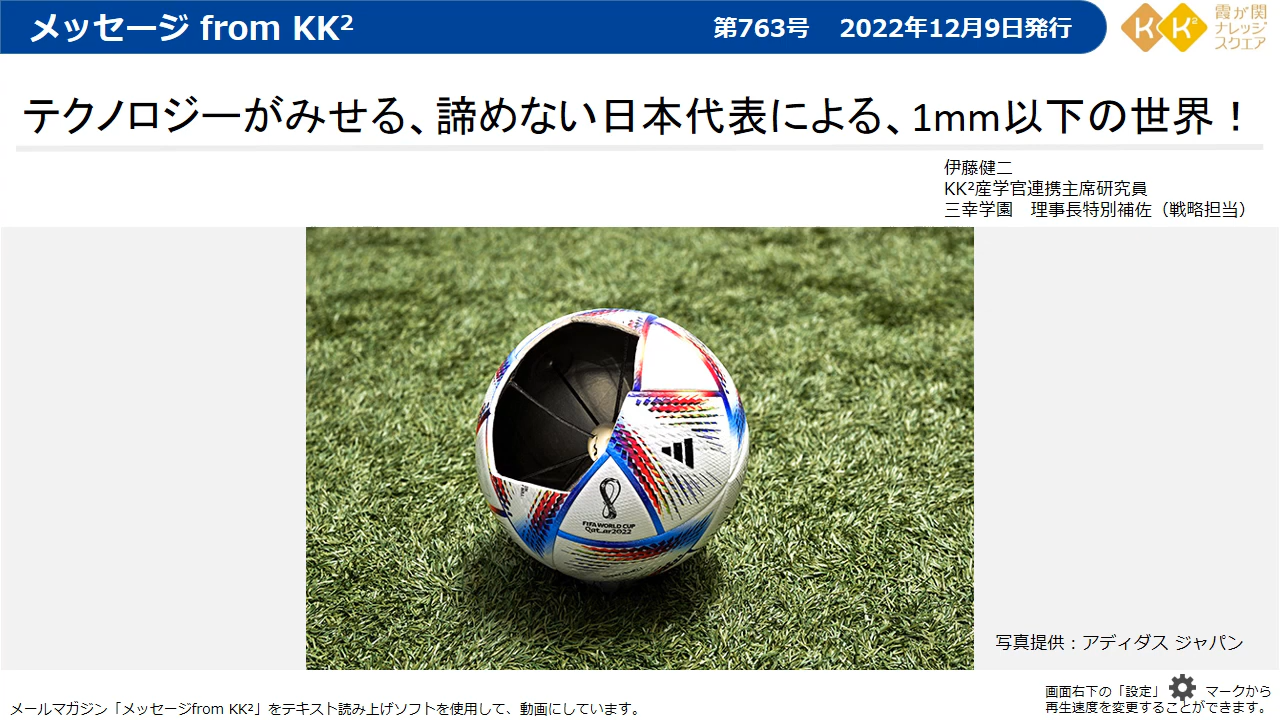 メッセージ from KK²
第763号 2022年12月9日発行
KK²
霞が関
ナレッジ
スクエア
テクノロジーがみせる、諦めない日本代表による、1mm以下の世界！
伊藤健二
KK²産学官連携主席研究員
三幸学園 理事長特別補佐（戦略担当）
FIFA WORLD CUP
Qatar2022
写真提供：アディダス ジャパン
画面右下の「設定」 マークから
再生速度を変更することができます。
メールマガジン「メッセージfrom KK²」をテキスト読み上げソフトを使用して、動画にしています。